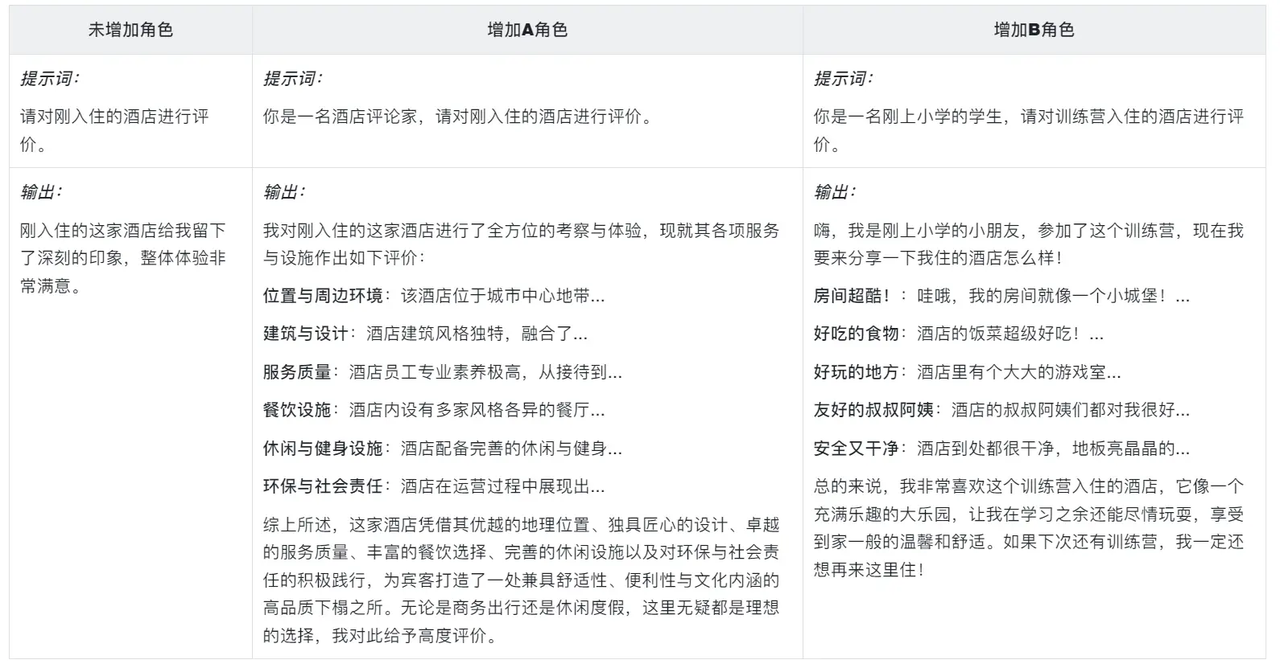 未增加角色
增加A角色
增加B角色
提示词：
请对刚入住的酒店进行评
价。
提示词：
你是一名酒店评论家，请对刚入住的酒店进行评价。
提示词：
你是一名刚上小学的学生，请对训练营入住的酒店进行评
价。
输出：
刚入住的这家酒店给我留下
了深刻的印象，整体体验非
常满意。
输出：
我对刚入住的这家酒店进行了全方位的考察与体验，现就其各项服务
与设施作出如下评价：
位置与周边环境：该酒店位于城市中心地带...
建筑与设计：酒店建筑风格独特，融合了...
服务质量：酒店员工专业素养极高，从接待到...
餐饮设施：酒店内设有多家风格各异的餐厅...
休闲与健身设施：酒店配备完善的休闲与健身...
环保与社会责任：酒店在运营过程中展现出...
综上所述，这家酒店凭借其优越的地理位置、独具匠心的设计、卓越
的服务质量、丰富的餐饮选择、完善的休闲设施以及对环保与社会责
任的积极践行，为宾客打造了一处兼具舒适性、便利性与文化内涵的
高品质下榻之所。无论是商务出行还是休闲度假，这里无疑都是理想
的选择，我对此给予高度评价。
输出：
嗨，我是刚上小学的小朋友，参加了这个训练营，现在我
要来分享一下我住的酒店怎么样！
房间超酷！：哇哦，我的房间就像一个小城堡！...
好吃的食物：酒店的饭菜超级好吃！...
好玩的地方：酒店里有个大大的游戏室...
友好的叔叔阿姨：酒店的叔叔阿姨们都对我很好...
安全又干净：酒店到处都很干净，地板亮晶晶的...
总的来说，我非常喜欢这个训练营入住的酒店，它像一个
充满乐趣的大乐园，让我在学习之余还能尽情玩耍，享受
到家一般的温馨和舒适。如果下次还有训练营，我一定还
想再来这里住！